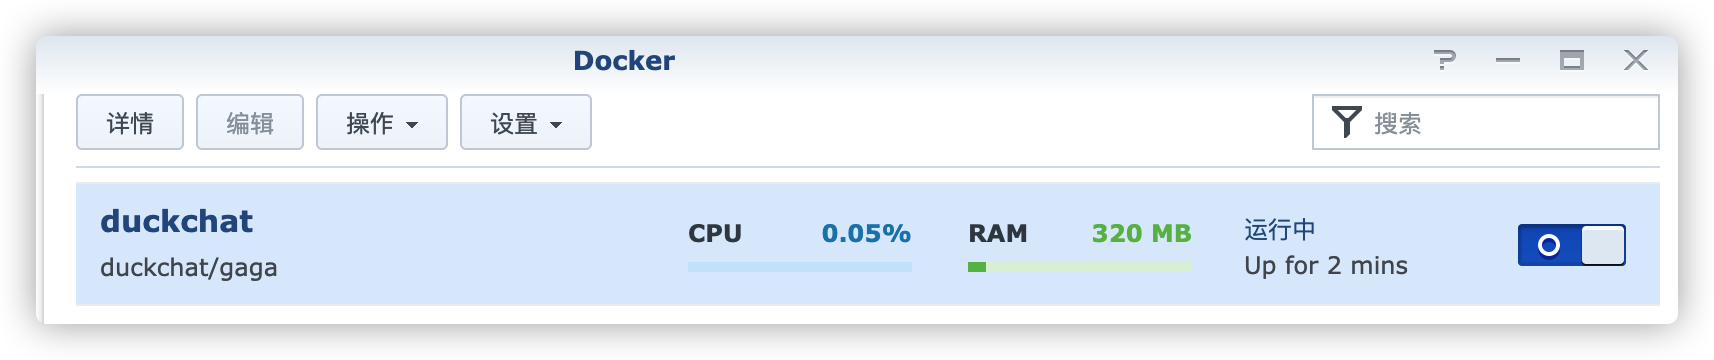 Docker
详情 编辑 操作 设置 搜索
duckchat
duckchat/gaga
CPU 0.05%
RAM 320 MB
运行中
Up for 2 mins